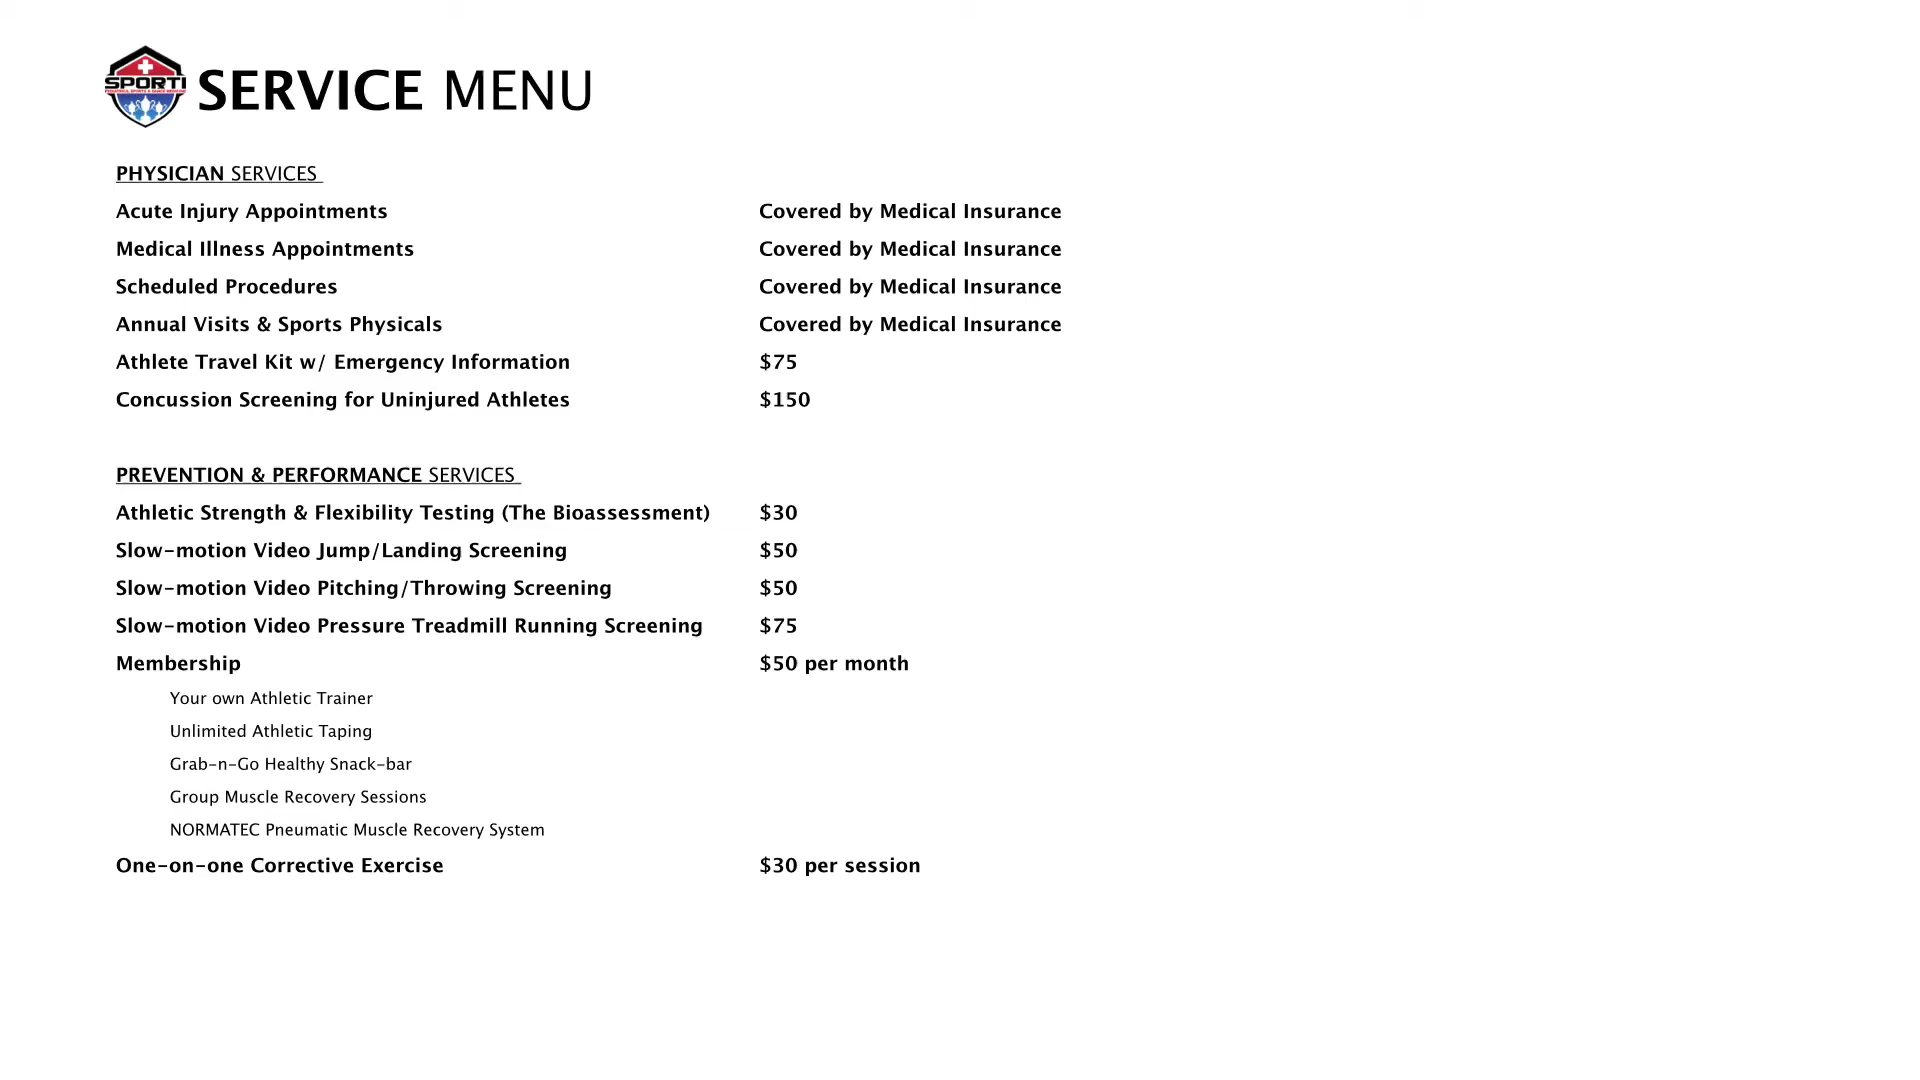 SPORTI
SERVICE MENU
PHYSICIAN SERVICES
Acute Injury Appointments Covered by Medical Insurance
Medical Illness Appointments Covered by Medical Insurance
Scheduled Procedures Covered by Medical Insurance
Annual Visits & Sports Physicals Covered by Medical Insurance
Athlete Travel Kit w/ Emergency Information $75
Concussion Screening for Uninjured Athletes $150
PREVENTION & PERFORMANCE SERVICES
Athletic Strength & Flexibility Testing (The Bioassessment) $30
Slow-motion Video Jump/Landing Screening $50
Slow-motion Video Pitching/Throwing Screening $50
Slow-motion Video Pressure Treadmill Running Screening $75
Membership $50 per month
Your own Athletic Trainer
Unlimited Athletic Taping
Grab-n-Go Healthy Snack-bar
Group Muscle Recovery Sessions
NORMATEC Pneumatic Muscle Recovery System
One-on-one Corrective Exercise $30 per session